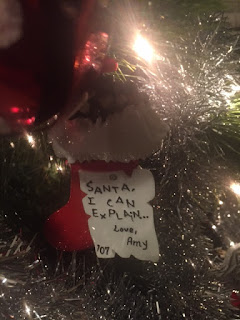 SANTA,
I CAN
EXPLAIN...
LOVE,
Amy
'07